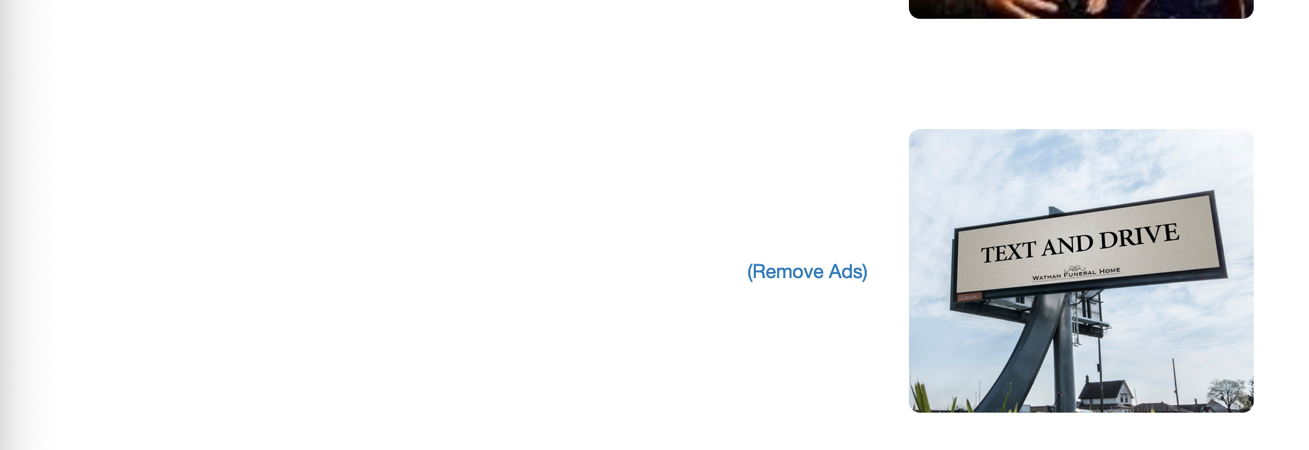 (Remove Ads)
TEXT AND DRIVE
WATHAN FUNERAL HOME